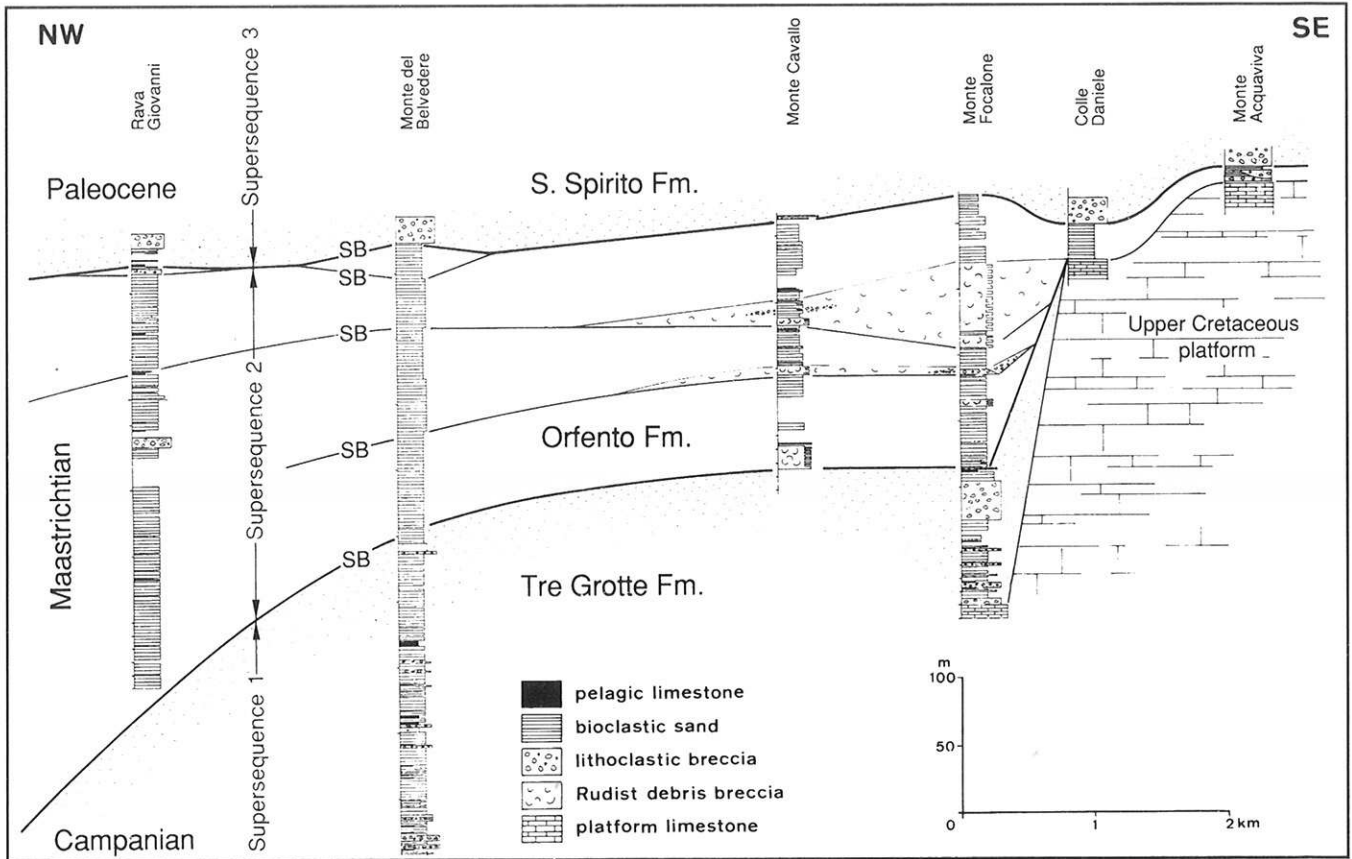 NW
SE
Rava
Giovanni
Supersequence 3
Monte del
Belvedere
Monte Cavallo
Monte
Focalone
Colle
Daniele
Monte
Acquaviva
Paleocene
S. Spirito Fm.
SB
SB
SB
Upper Cretaceous
platform
Maastrichtian
Supersequence 2
Orfento Fm.
SB
SB
Tre Grotte Fm.
Supersequence 1
Campanian
pelagic limestone
bioclastic sand
lithoclastic breccia
Rudist debris breccia
platform limestone
m
100
50
0
1
2 km